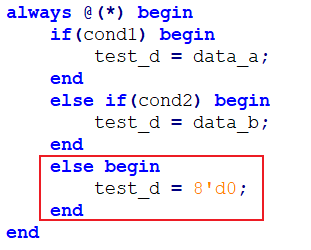 always @(*) begin
    if(cond1) begin
        test_d = data_a;
    end
    else if(cond2) begin
        test_d = data_b;
    end
    else begin
        test_d = 8'd0;
    end
end